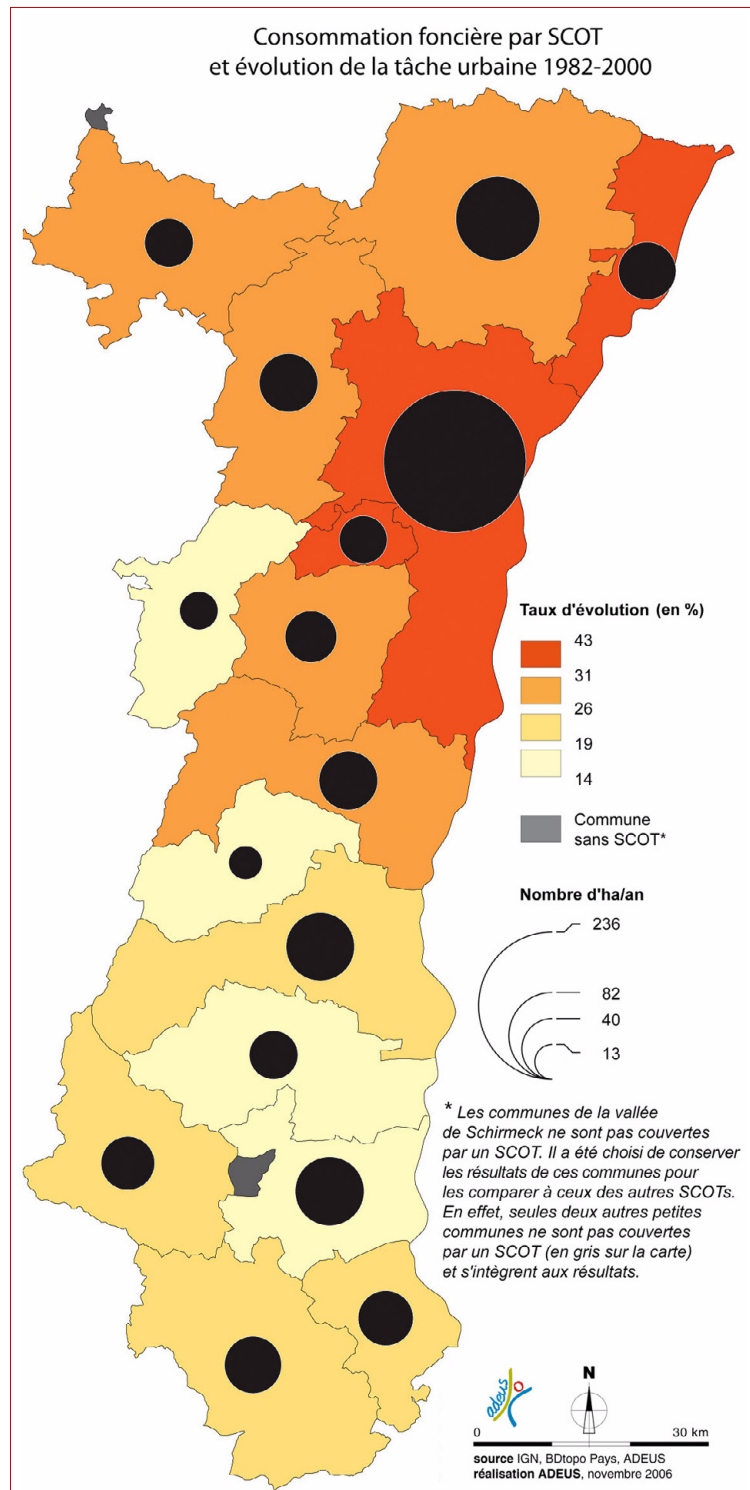 Consommation foncière par SCOT
et évolution de la tâche urbaine 1982-2000
Taux d'évolution (en %)
43
31
26
19
14
Commune
sans SCOT*
Nombre d'ha/an
236
82
40
13
* Les communes de la vallée
de Schirmeck ne sont pas couvertes
par un SCOT. Il a été choisi de conserver
les résultats de ces communes pour
les comparer à ceux des autres SCOTs.
En effet, seules deux autres petites
communes ne sont pas couvertes
par un SCOT (en gris sur la carte)
et s'intègrent aux résultats.
adeus
N
0 30 km
source IGN, BDtopo Pays, ADEUS
réalisation ADEUS, novembre 2006